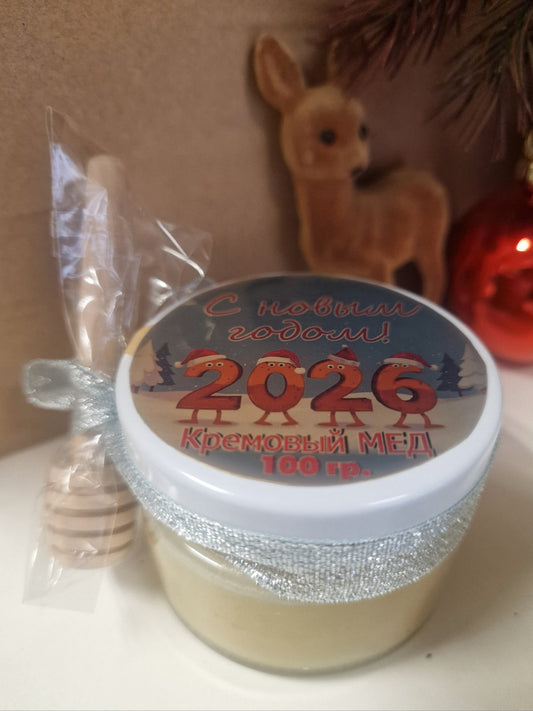 С новым
годом!
2026
Кремовый МЕД
100 гр.